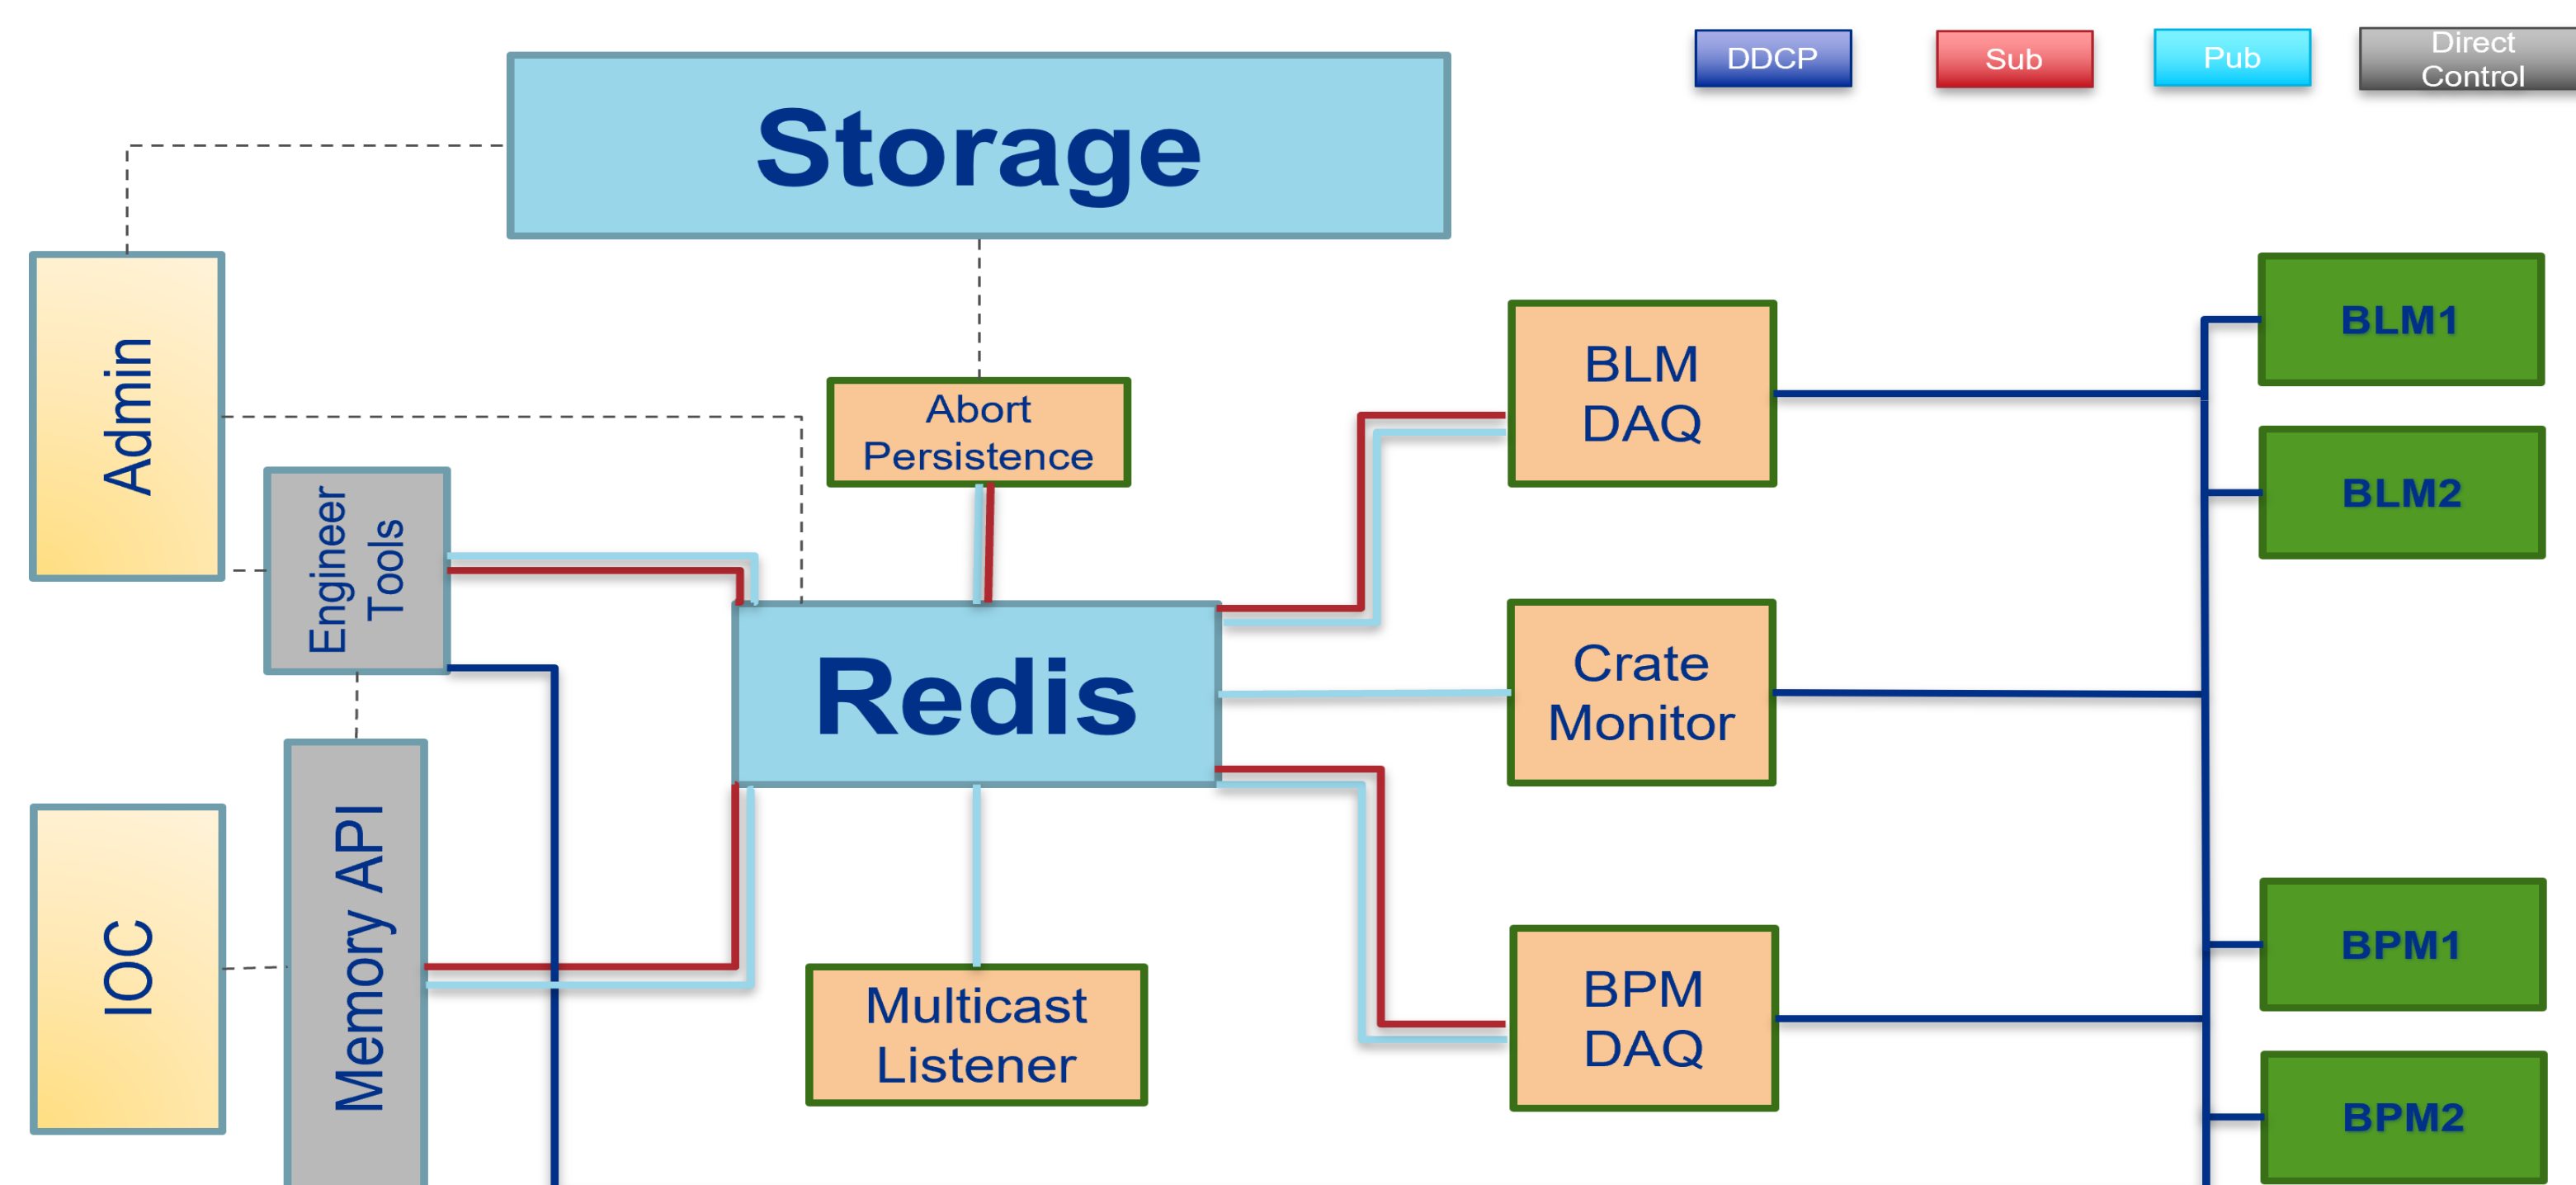 DDCP
Sub
Pub
Direct
Control
Storage
Admin
Abort
Persistence
BLM
DAQ
BLM1
BLM2
Engineer
Tools
Redis
Crate
Monitor
Memory API
IOC
Multicast
Listener
BPM
DAQ
BPM1
BPM2